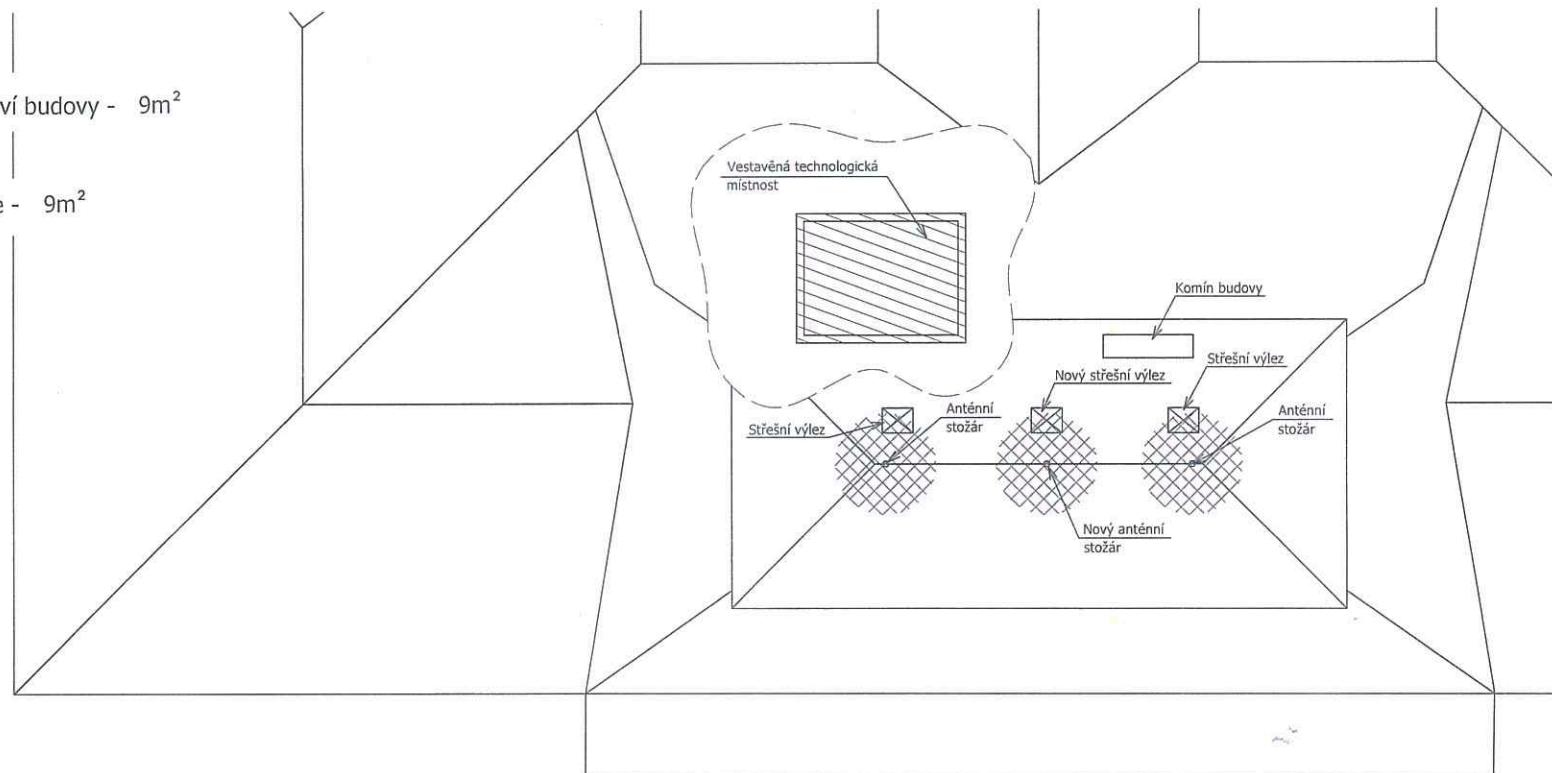 ví budovy - 9m²
e - 9m²
Vestavěná technologická
místnost
Komín budovy
Střešní výlez
Nový střešní výlez
Anténní
stožár
Anténní
stožár
Střešní výlez
Nový anténní
stožár